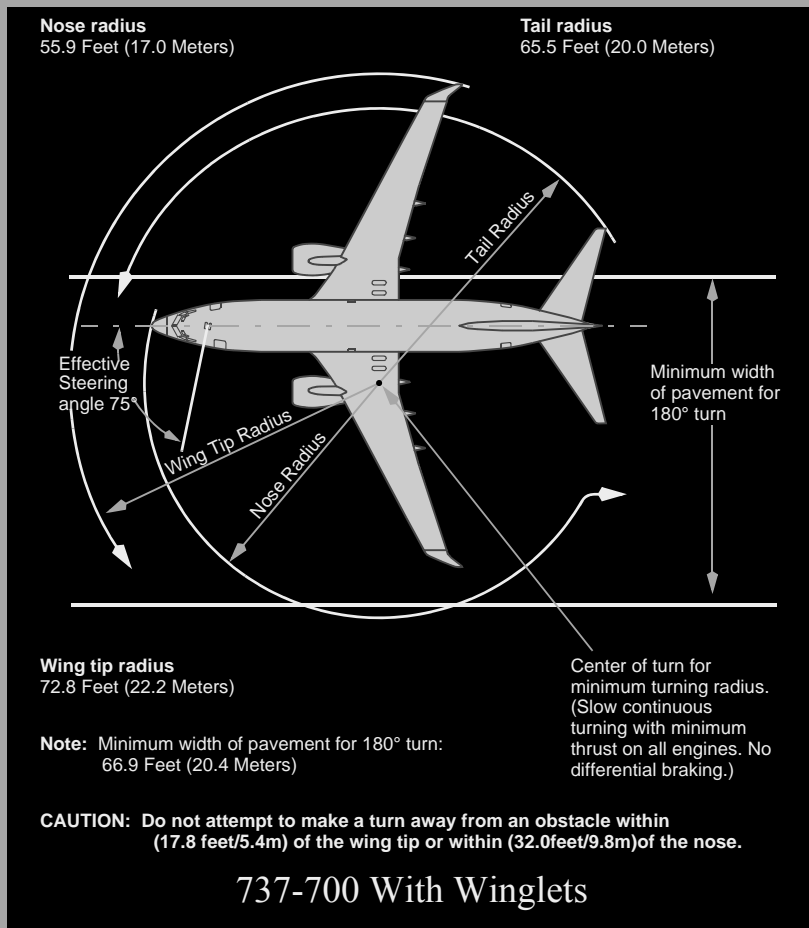 Nose radius
55.9 Feet (17.0 Meters)
Tail radius
65.5 Feet (20.0 Meters)
Tail Radius
Effective
Steering
angle 75°
Wing Tip Radius
Nose Radius
Minimum width
of pavement for
180° turn
Wing tip radius
72.8 Feet (22.2 Meters)
Center of turn for
minimum turning radius.
(Slow continuous
turning with minimum
thrust on all engines. No
differential braking.)
Note: Minimum width of pavement for 180° turn:
66.9 Feet (20.4 Meters)
CAUTION: Do not attempt to make a turn away from an obstacle within
(17.8 feet/5.4m) of the wing tip or within (32.0feet/9.8m)of the nose.
737-700 With Winglets